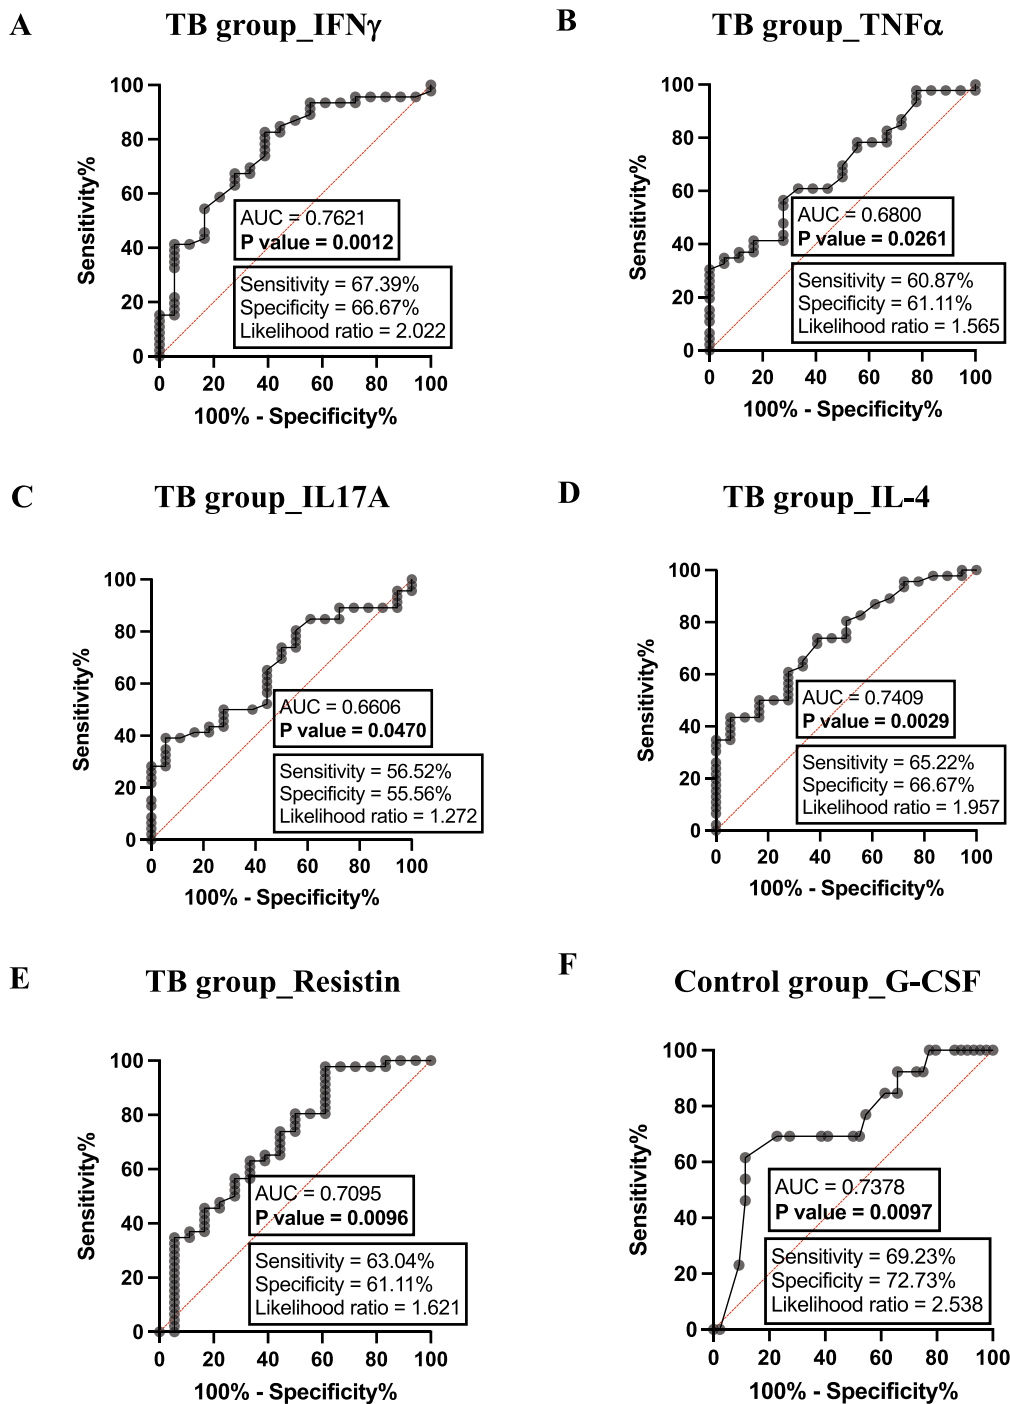 A
TB group_IFNγ
Sensitivity%
100
80
60
40
20
0
AUC = 0.7621
P value = 0.0012
Sensitivity = 67.39%
Specificity = 66.67%
Likelihood ratio = 2.022
0 20 40 60 80 100
100% - Specificity%
B
TB group_TNFα
Sensitivity%
100
80
60
40
20
0
AUC = 0.6800
P value = 0.0261
Sensitivity = 60.87%
Specificity = 61.11%
Likelihood ratio = 1.565
0 20 40 60 80 100
100% - Specificity%
C
TB group_IL17A
Sensitivity%
100
80
60
40
20
0
AUC = 0.6606
P value = 0.0470
Sensitivity = 56.52%
Specificity = 55.56%
Likelihood ratio = 1.272
0 20 40 60 80 100
100% - Specificity%
D
TB group_IL-4
Sensitivity%
100
80
60
40
20
0
AUC = 0.7409
P value = 0.0029
Sensitivity = 65.22%
Specificity = 66.67%
Likelihood ratio = 1.957
0 20 40 60 80 100
100% - Specificity%
E
TB group_Resistin
Sensitivity%
100
80
60
40
20
0
AUC = 0.7095
P value = 0.0096
Sensitivity = 63.04%
Specificity = 61.11%
Likelihood ratio = 1.621
0 20 40 60 80 100
100% - Specificity%
F
Control group_G-CSF
Sensitivity%
100
80
60
40
20
0
AUC = 0.7378
P value = 0.0097
Sensitivity = 69.23%
Specificity = 72.73%
Likelihood ratio = 2.538
0 20 40 60 80 100
100% - Specificity%